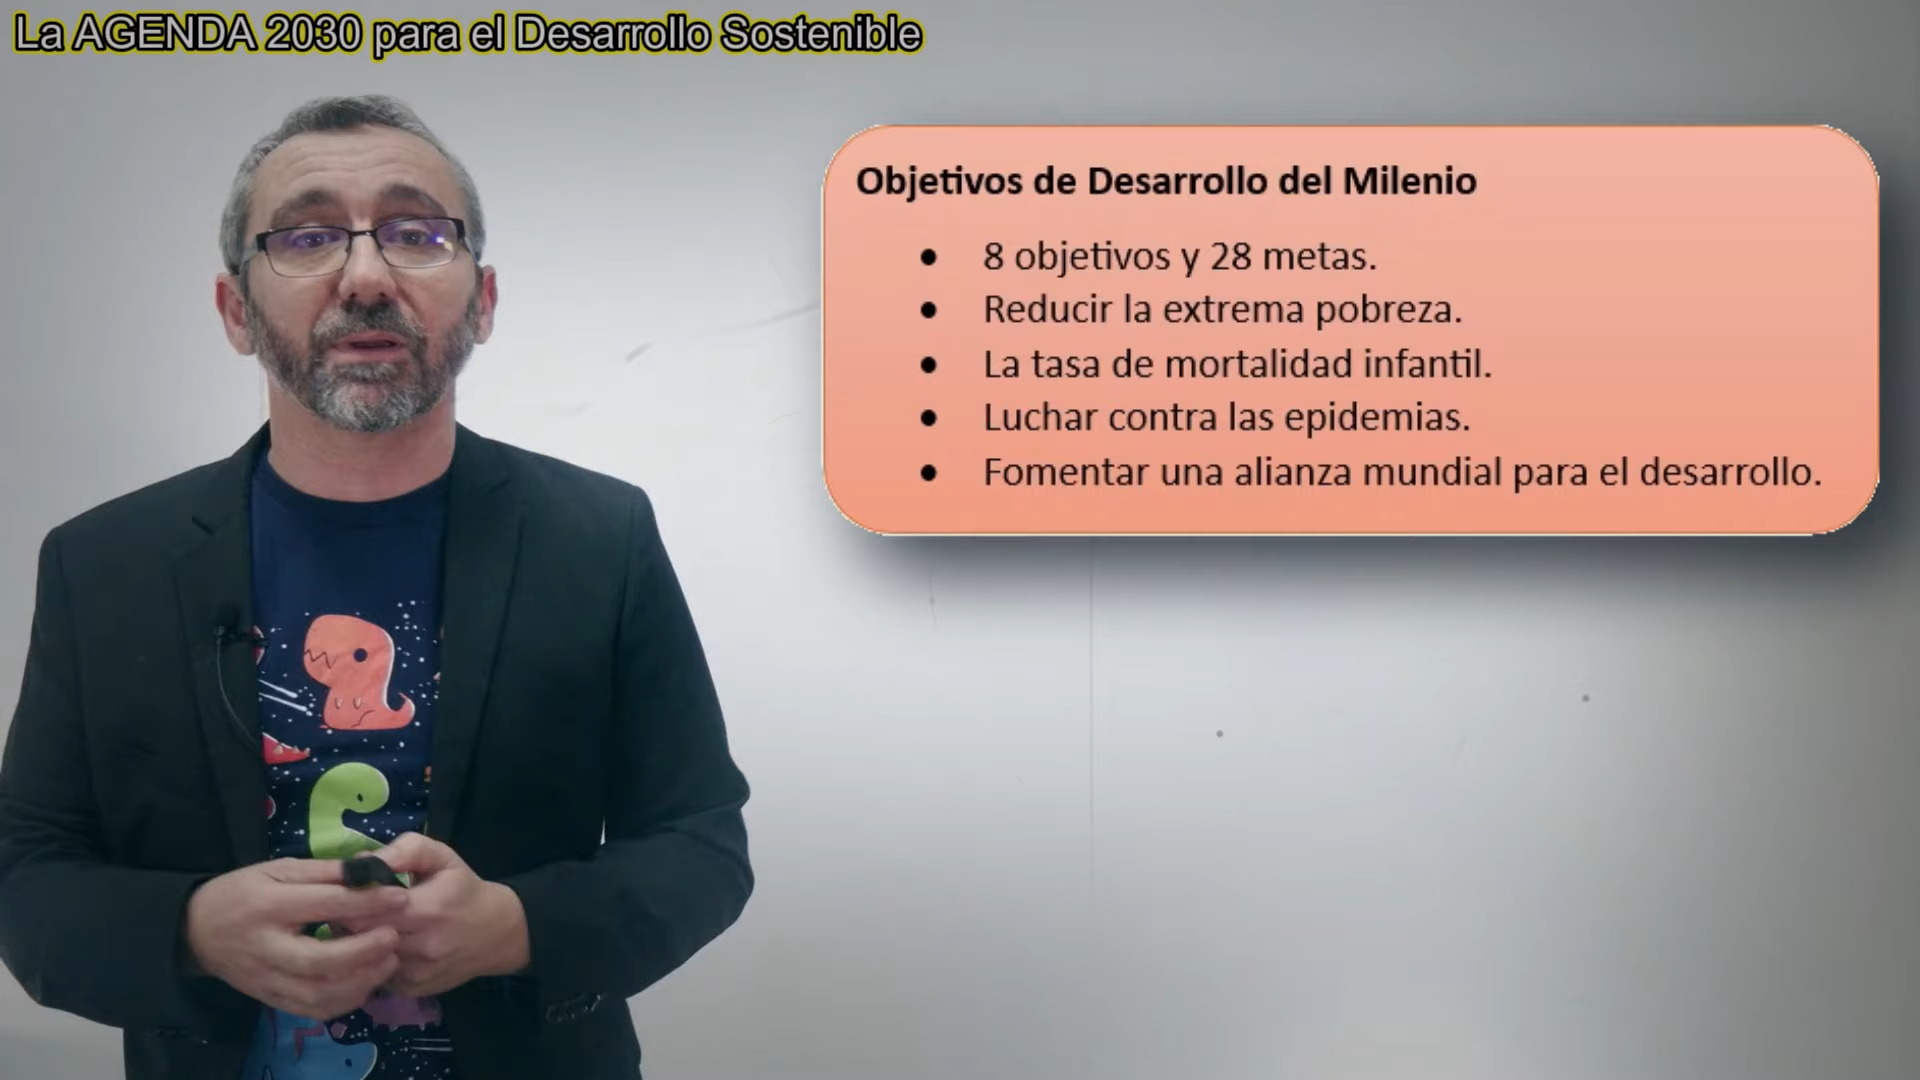 La AGENDA 2030 para el Desarrollo Sostenible
Objetivos de Desarrollo del Milenio
• 8 objetivos y 28 metas.
• Reducir la extrema pobreza.
• La tasa de mortalidad infantil.
• Luchar contra las epidemias.
• Fomentar una alianza mundial para el desarrollo.